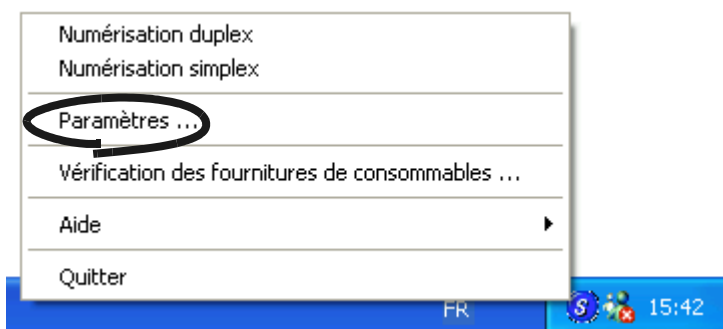 Numérisation duplex
Numérisation simplex
Paramètres ...
Vérification des fournitures de consommables ...
Aide
Quitter
FR
S
15:42